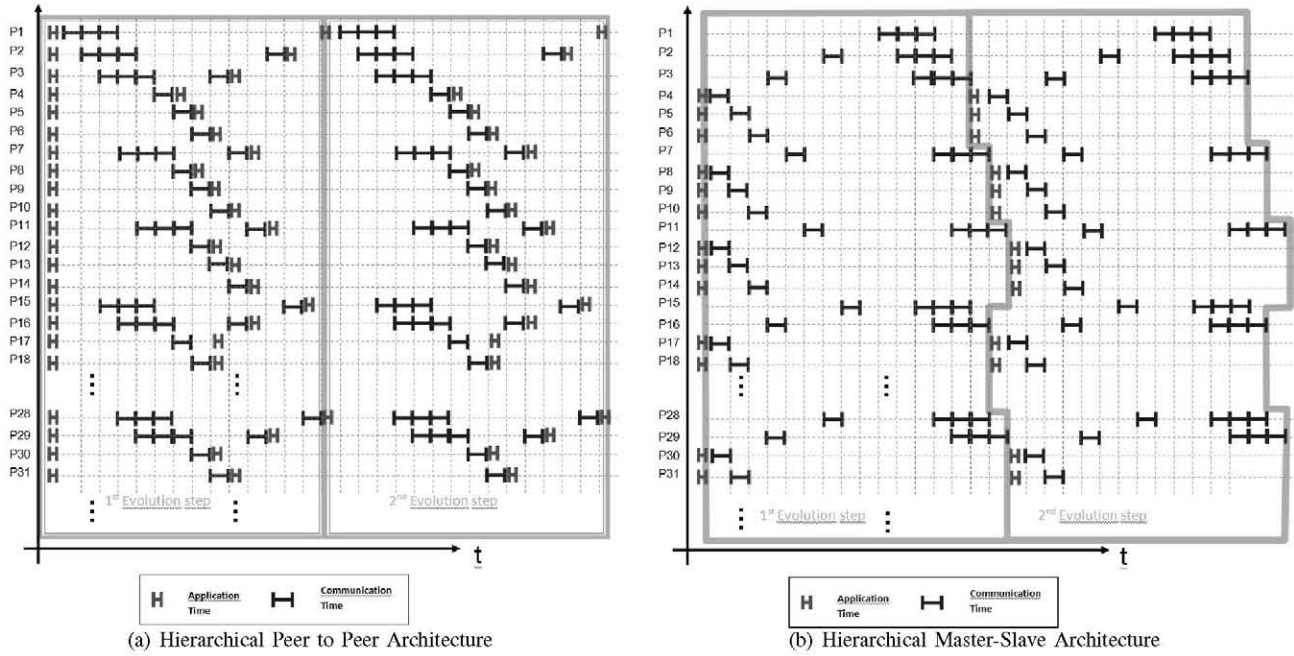 P1
P2
P3
P4
P5
P6
P7
P8
P9
P10
P11
P12
P13
P14
P15
P16
P17
P18
P28
P29
P30
P31
1st Evolution step
2nd Evolution step
t
Application Time
Communication Time
(a) Hierarchical Peer to Peer Architecture
P1
P2
P3
P4
P5
P6
P7
P8
P9
P10
P11
P12
P13
P14
P15
P16
P17
P18
P28
P29
P30
P31
1st Evolution step
2nd Evolution step
t
Application Time
Communication Time
(b) Hierarchical Master-Slave Architecture